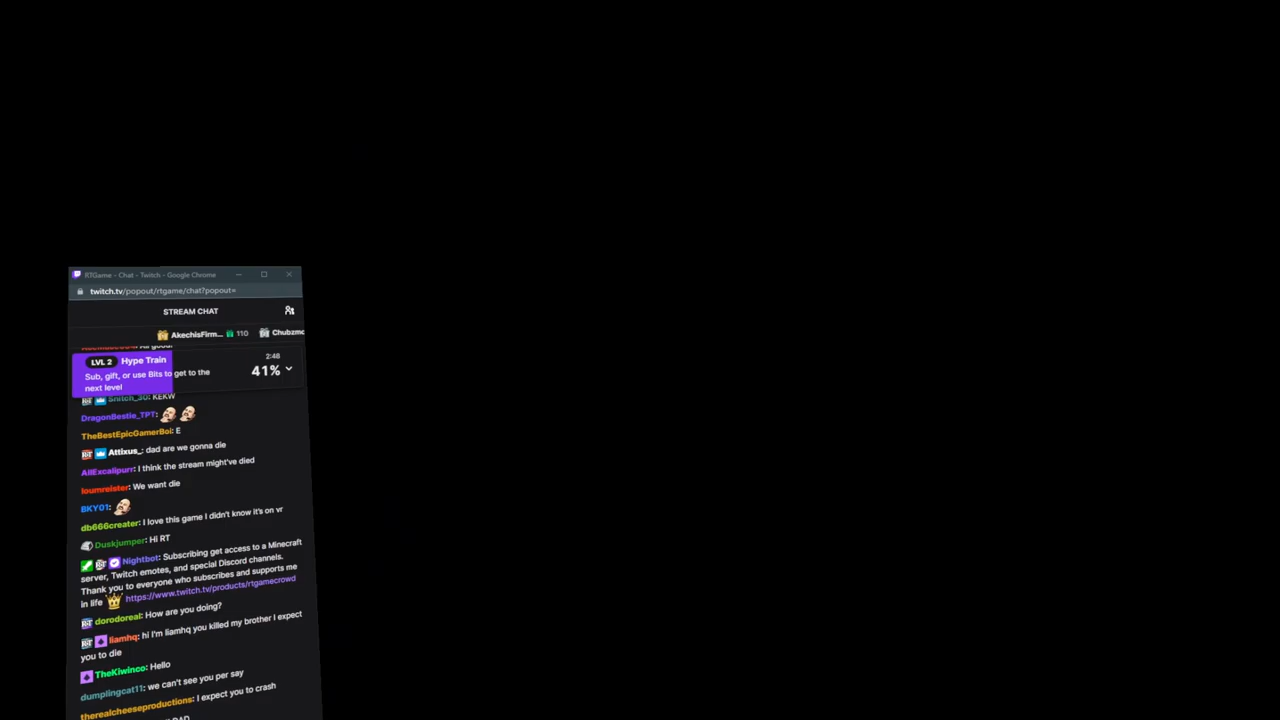 RTGame - Chat - Twitch - Google Chrome
twitch.tv/popout/rtgame/chat?popout=
STREAM CHAT
AkechisFirm... 110 Chubzmo
LVL 2 Hype Train
Sub, gift, or use Bits to get to the
next level
2:48
41%
Snitch_30: KEKW
DragonBestie_TPT:
TheBestEpicGamerBoi: E
Attixus_: dad are we gonna die
AllExcalipurr: I think the stream might've died
loumreister: We want die
BKY01:
db666creater: I love this game I didn't know it's on vr
Duskjumper: Hi RT
Nightbot: Subscribing get access to a Minecraft
server, Twitch emotes, and special Discord channels.
Thank you to everyone who subscribes and supports me
in life https://www.twitch.tv/products/rtgamecrowd
dorodoreal: How are you doing?
liamhq: hi I'm liamhq you killed my brother I expect
you to die
TheKiwinco: Hello
dumplingcat11: we can't see you per say
therealcheeseproductions: I expect you to crash
DAD